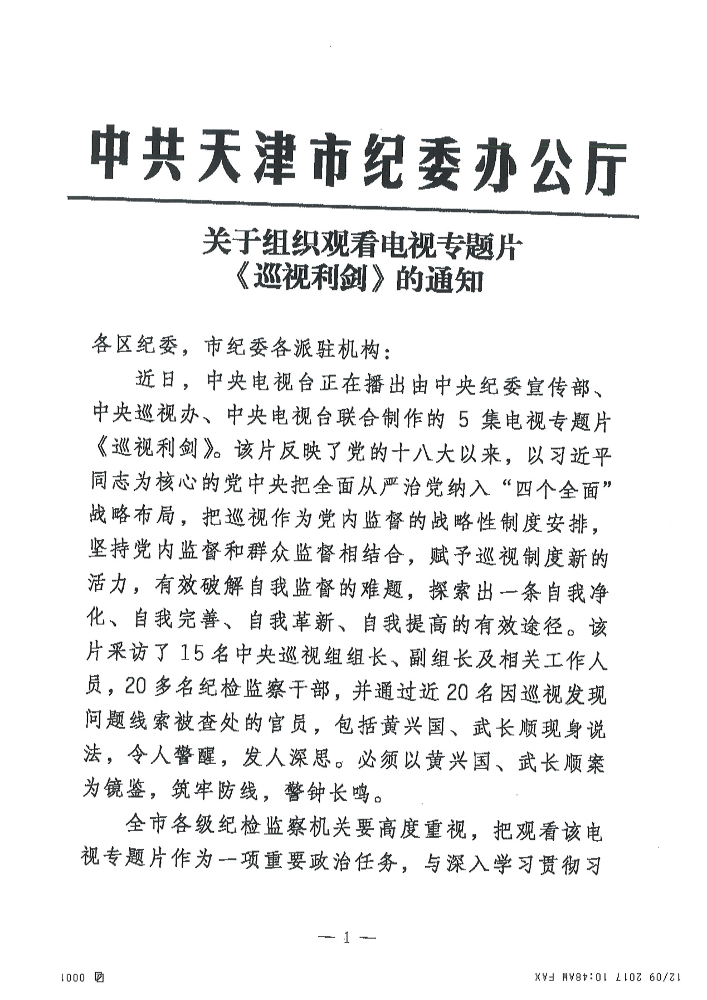 中共天津市纪委办公厅
关于组织观看电视专题片
《巡视利剑》的通知
各区纪委，市纪委各派驻机构：
近日，中央电视台正在播出由中央纪委宣传部、
中央巡视办、中央电视台联合制作的 5 集电视专题片
《巡视利剑》。该片反映了党的十八大以来，以习近平
同志为核心的党中央把全面从严治党纳入“四个全面”
战略布局，把巡视作为党内监督的战略性制度安排，
坚持党内监督和群众监督相结合，赋予巡视制度新的
活力，有效破解自我监督的难题，探索出一条自我净
化、自我完善、自我革新、自我提高的有效途径。该
片采访了 15 名中央巡视组组长、副组长及相关工作人
员，20 多名纪检监察干部，并通过近 20 名因巡视发现
问题线索被查处的官员，包括黄兴国、武长顺现身说
法，令人警醒，发人深思。必须以黄兴国、武长顺案
为镜鉴，筑牢防线，警钟长鸣。
全市各级纪检监察机关要高度重视，把观看该电
视专题片作为一项重要政治任务，与深入学习贯彻习
— 1 —
12/09 2017 10:48AM FAX
0001